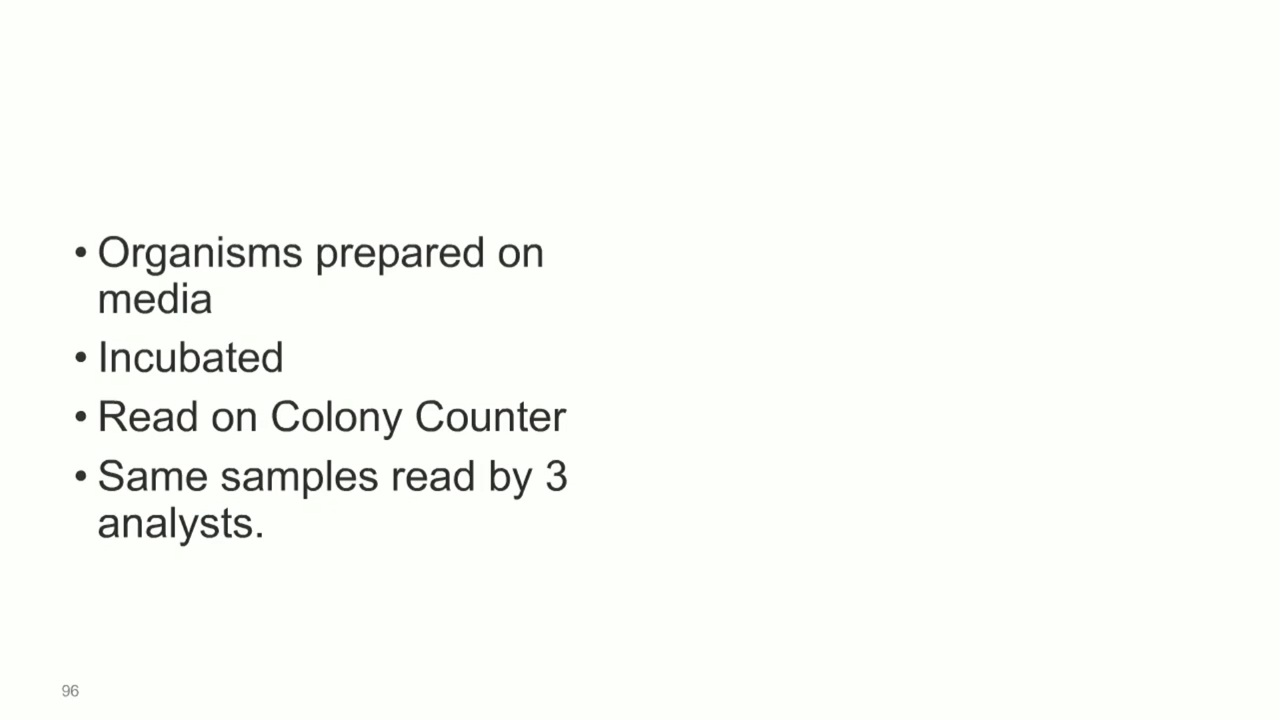 • Organisms prepared on
media
• Incubated
• Read on Colony Counter
• Same samples read by 3
analysts.
96